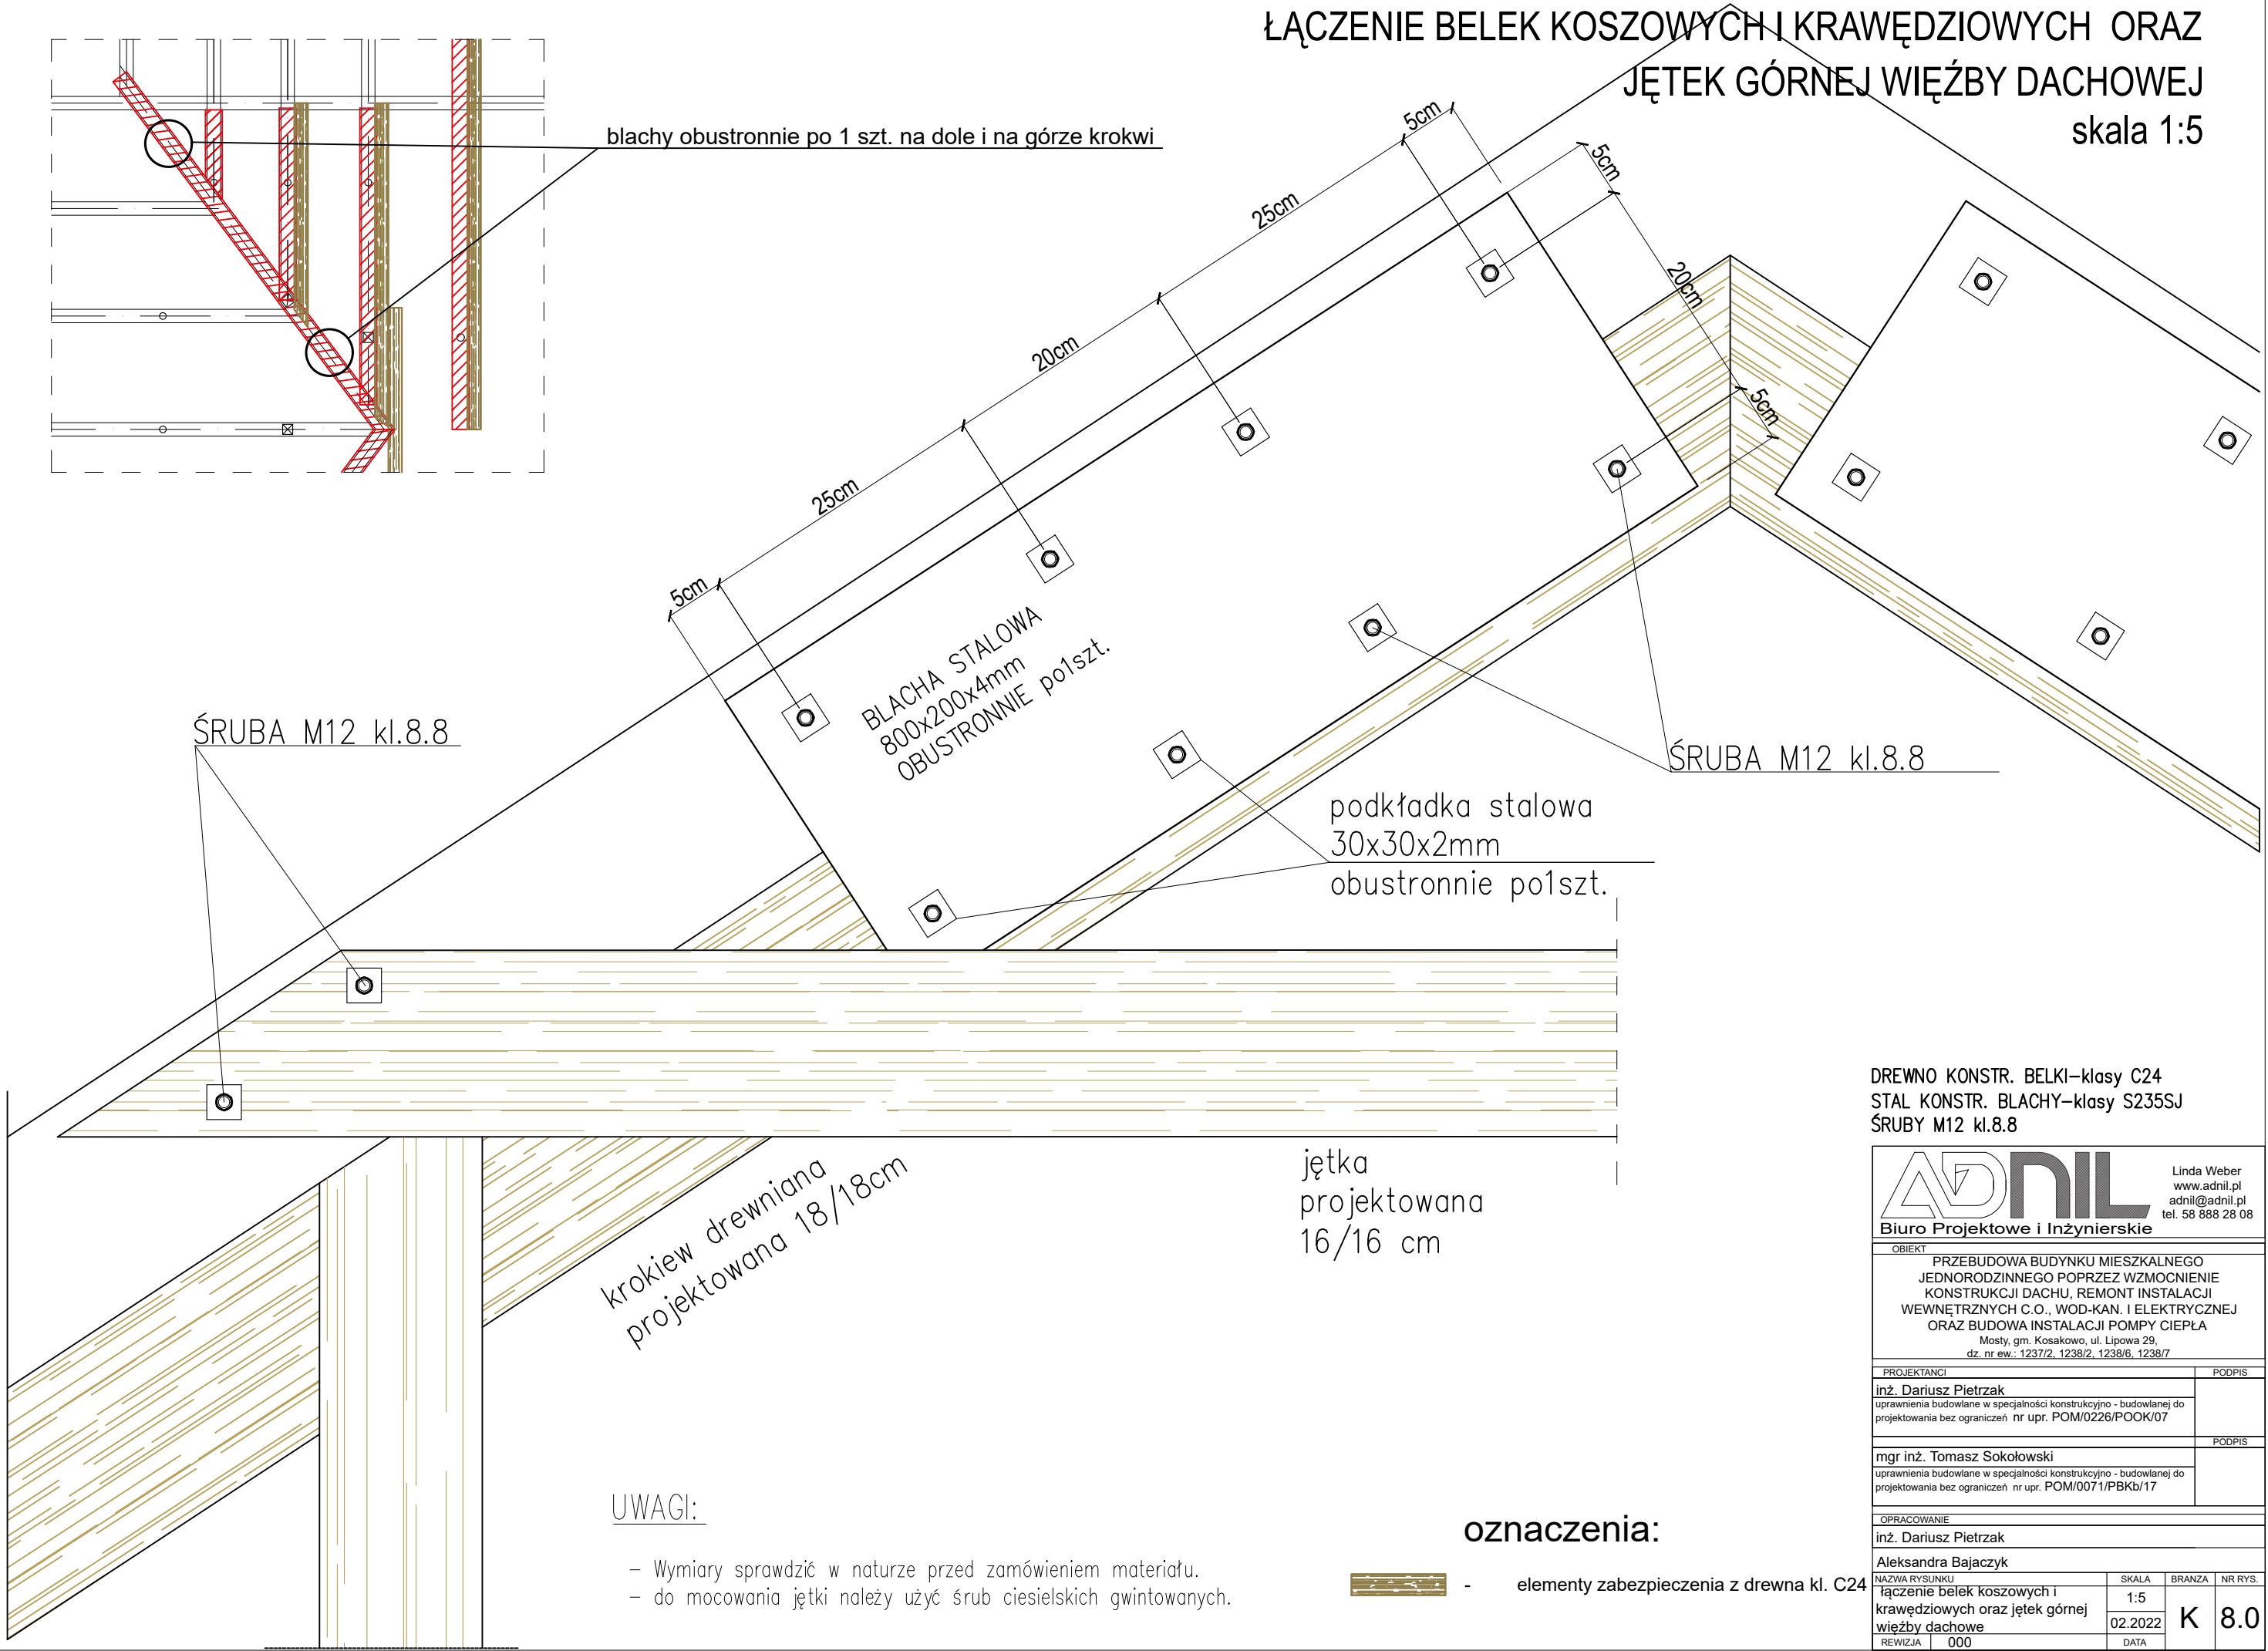 ŁĄCZENIE BELEK KOSZOWYCH I KRAWĘDZIOWYCH ORAZ
JĘTEK GÓRNEJ WIĘŹBY DACHOWEJ
skala 1:5
blachy obustronnie po 1 szt. na dole i na górze krokwi
5cm
25cm
20cm
25cm
5cm
5cm
20cm
5cm
BLACHA STALOWA
800x200x4mm
OBUSTRONNIE po1szt.
ŚRUBA M12 kl.8.8
ŚRUBA M12 kl.8.8
podkładka stalowa
30x30x2mm
obustronnie po1szt.
krokiew drewniana
projektowana 18/18cm
jętka
projektowana
16/16 cm
UWAGI:
– Wymiary sprawdzić w naturze przed zamówieniem materiału.
– do mocowania jętki należy użyć śrub ciesielskich gwintowanych.
oznaczenia:
- elementy zabezpieczenia z drewna kl. C24
DREWNO KONSTR. BELKI–klasy C24
STAL KONSTR. BLACHY–klasy S235SJ
ŚRUBY M12 kl.8.8
ADNIL
Biuro Projektowe i Inżynierskie
Linda Weber
www.adnil.pl
adnil@adnil.pl
tel. 58 888 28 08
OBIEKT
PRZEBUDOWA BUDYNKU MIESZKALNEGO
JEDNORODZINNEGO POPRZEZ WZMOCNIENIE
KONSTRUKCJI DACHU, REMONT INSTALACJI
WEWNĘTRZNYCH C.O., WOD-KAN. I ELEKTRYCZNEJ
ORAZ BUDOWA INSTALACJI POMPY CIEPŁA
Mosty, gm. Kosakowo, ul. Lipowa 29,
dz. nr ew.: 1237/2, 1238/2, 1238/6, 1238/7
PROJEKTANCI PODPIS
inż. Dariusz Pietrzak
uprawnienia budowlane w specjalności konstrukcyjno - budowlanej do
projektowania bez ograniczeń nr upr. POM/0226/POOK/07
PODPIS
mgr inż. Tomasz Sokołowski
uprawnienia budowlane w specjalności konstrukcyjno - budowlanej do
projektowania bez ograniczeń nr upr. POM/0071/PBKb/17
OPRACOWANIE
inż. Dariusz Pietrzak
Aleksandra Bajaczyk
NAZWA RYSUNKU SKALA BRANZA NR RYS.
łączenie belek koszowych i
krawędziowych oraz jętek górnej
więźby dachowe
1:5
02.2022
K
8.0
REWIZJA 000 DATA